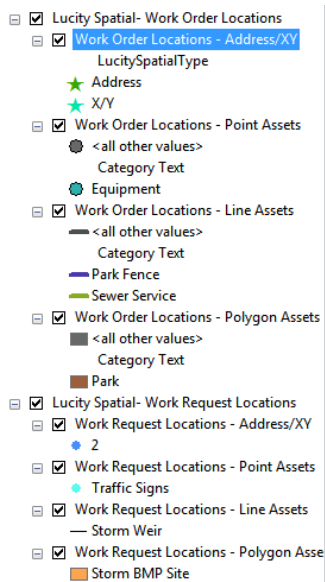 Lucity Spatial- Work Order Locations
Work Order Locations - Address/XY
LucitySpatialType
Address
X/Y
Work Order Locations - Point Assets
<all other values>
Category Text
Equipment
Work Order Locations - Line Assets
<all other values>
Category Text
Park Fence
Sewer Service
Work Order Locations - Polygon Assets
<all other values>
Category Text
Park
Lucity Spatial- Work Request Locations
Work Request Locations - Address/XY
2
Work Request Locations - Point Assets
Traffic Signs
Work Request Locations - Line Assets
Storm Weir
Work Request Locations - Polygon Asse
Storm BMP Site